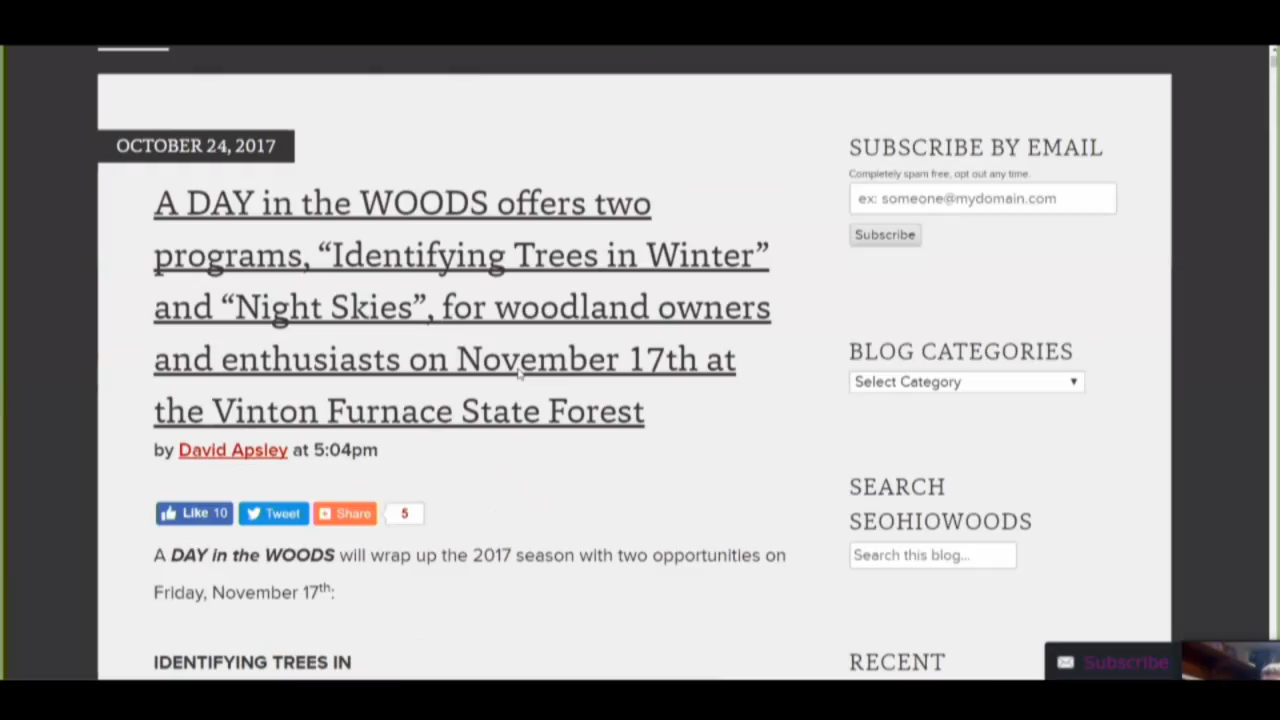 OCTOBER 24, 2017
A DAY in the WOODS offers two
programs, “Identifying Trees in Winter”
and “Night Skies”, for woodland owners
and enthusiasts on November 17th at
the Vinton Furnace State Forest
by David Apsley at 5:04pm
Like 10 Tweet Share 5
A DAY in the WOODS will wrap up the 2017 season with two opportunities on
Friday, November 17th:
IDENTIFYING TREES IN
SUBSCRIBE BY EMAIL
Completely spam free, opt out any time.
ex: someone@mydomain.com
Subscribe
BLOG CATEGORIES
Select Category
SEARCH
SEOHIOWOODS
Search this blog...
RECENT
Subscribe